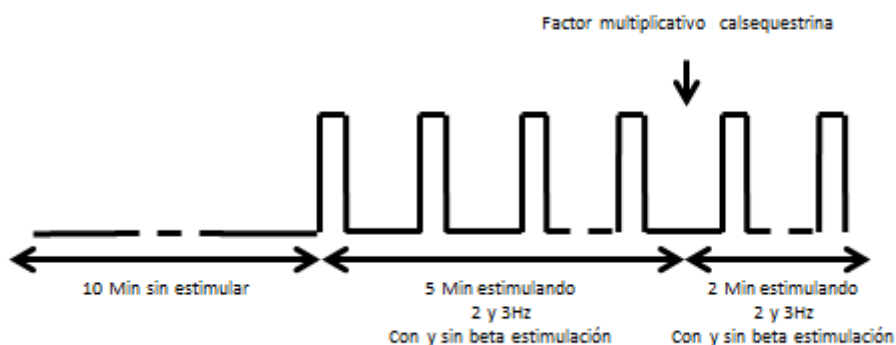 Factor multiplicativo calsequestrina
10 Min sin estimular
5 Min estimulando
2 y 3Hz
Con y sin beta estimulación
2 Min estimulando
2 y 3Hz
Con y sin beta estimulación